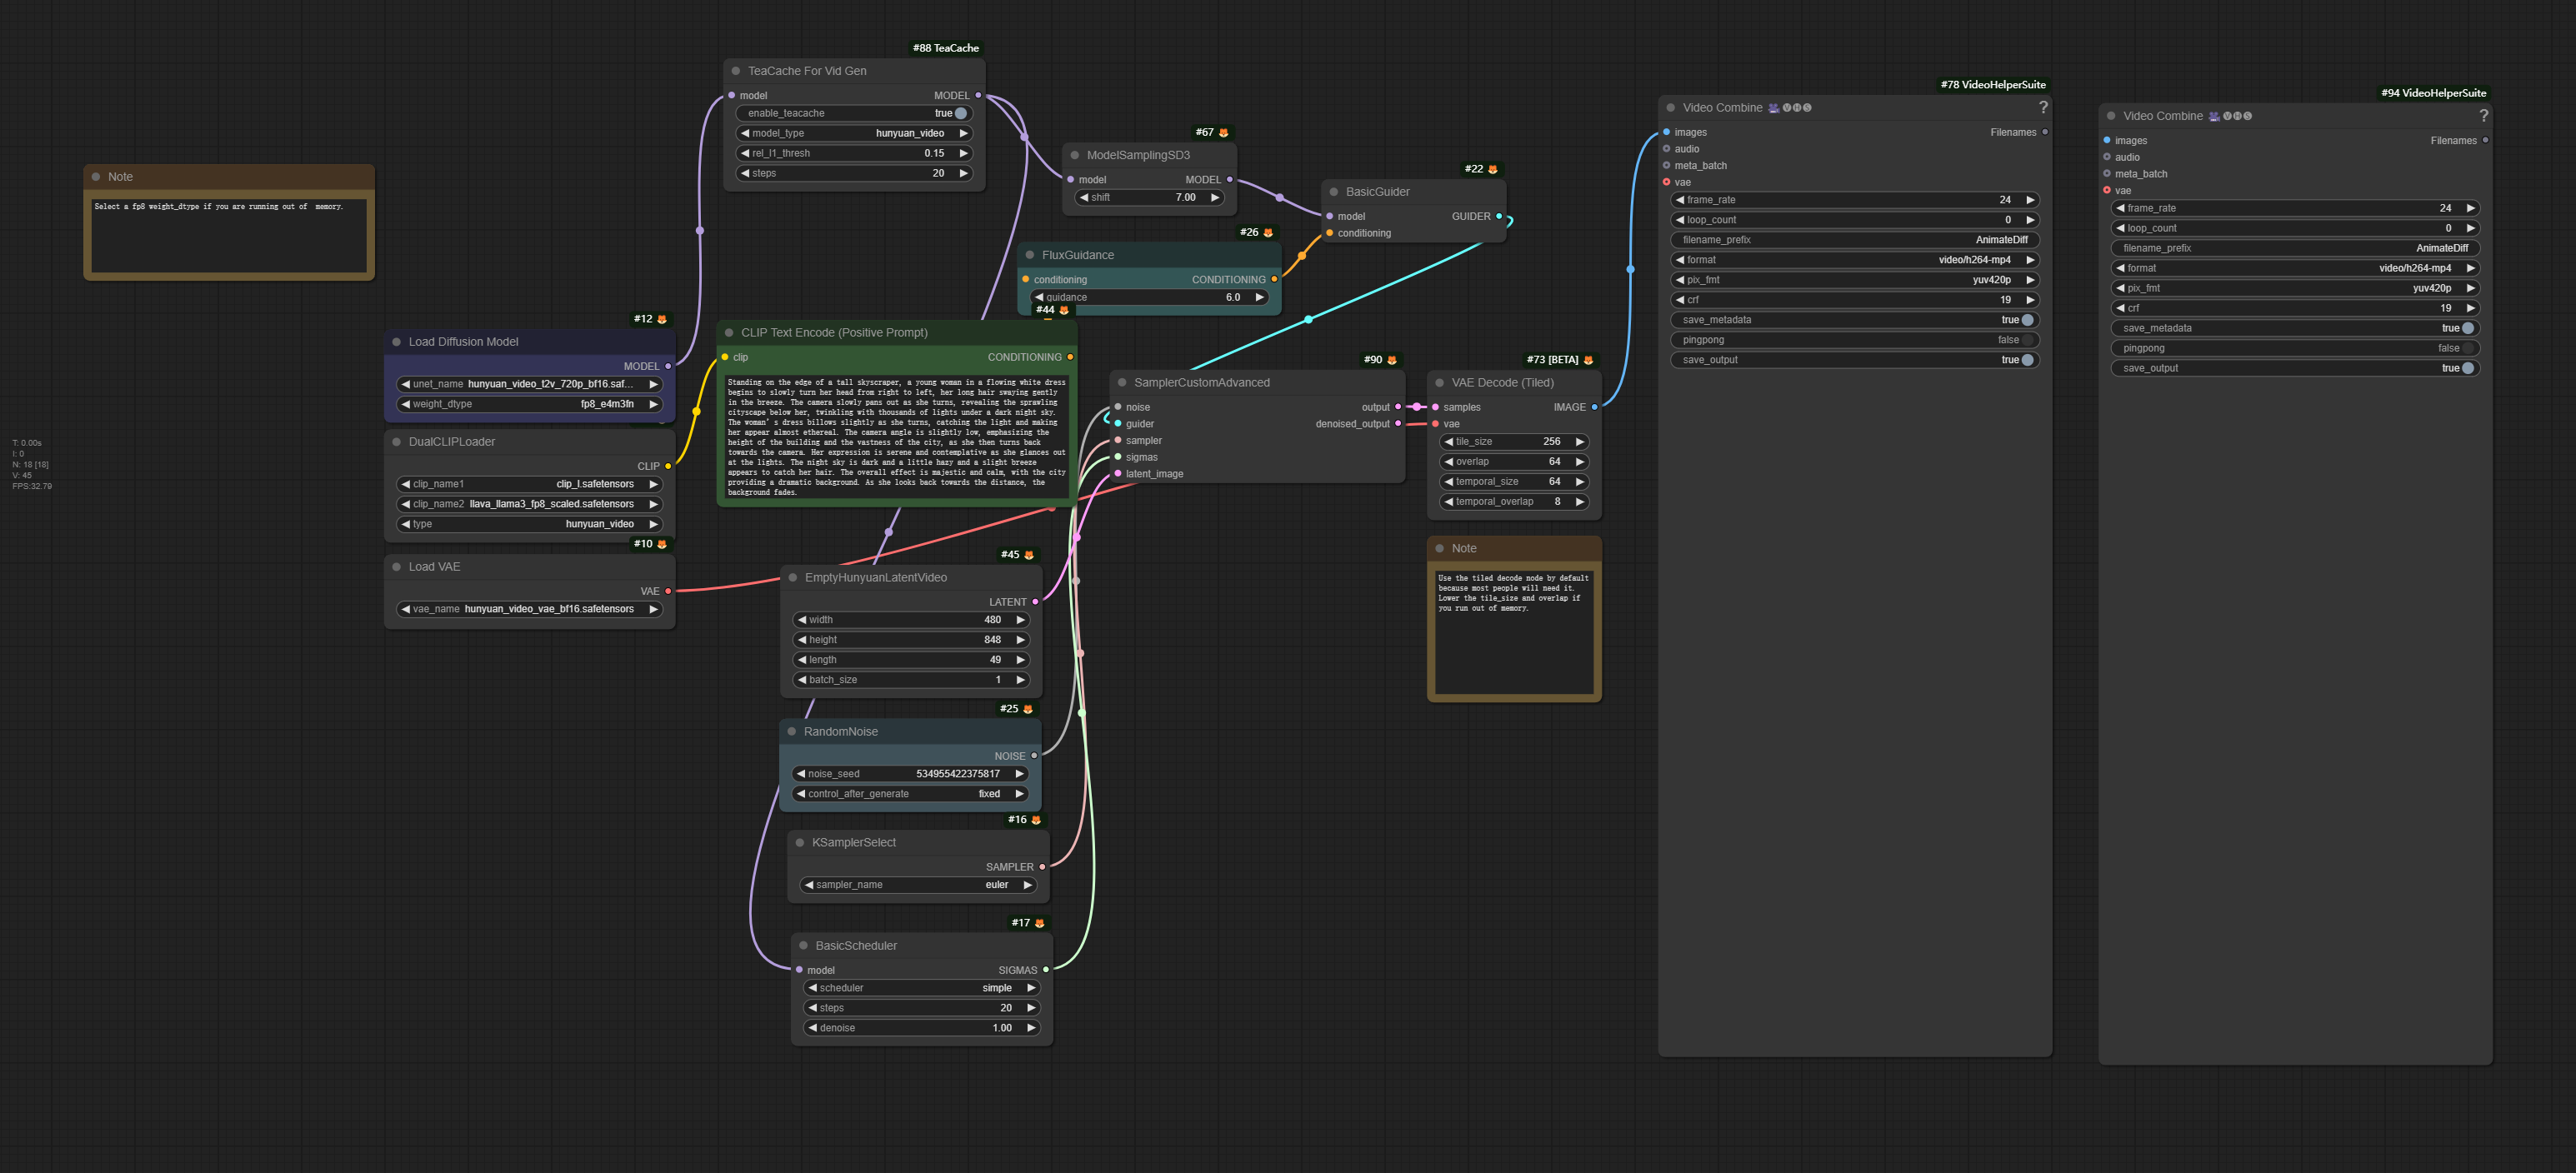 #88 TeaCache
TeaCache For Vid Gen
model MODEL
enable_teacache true
model_type hunyuan_video
rel_l1_thresh 0.15
steps 20
Note
Select a fp8 weight_dtype if you are running out of  memory.
#67
ModelSamplingSD3
model MODEL
shift 7.00
#22
BasicGuider
model GUIDER
conditioning
#26
FluxGuidance
conditioning CONDITIONING
guidance 6.0
#12
Load Diffusion Model
MODEL
unet_name hunyuan_video_t2v_720p_bf16.saf...
weight_dtype fp8_e4m3fn
DualCLIPLoader
CLIP
clip_name1 clip_l.safetensors
clip_name2 llava_llama3_fp8_scaled.safetensors
type hunyuan_video
#10
Load VAE
VAE
vae_name hunyuan_video_vae_bf16.safetensors
T: 0.00s
I: 0
N: 18 [18]
V: 45
FPS:32.79
#44
CLIP Text Encode (Positive Prompt)
clip CONDITIONING
Standing on the edge of a tall skyscraper, a young woman in a flowing white dress
begins to slowly turn her head from right to left, her long hair swaying gently
in the breeze. The camera slowly pans out as she turns, revealing the sprawling
cityscape below her, twinkling with thousands of lights under a dark night sky.
The woman’s dress billows slightly as she turns, catching the light and making
her appear almost ethereal. The camera angle is slightly low, emphasizing the
height of the building and the vastness of the city, as she then turns back
towards the camera. Her expression is serene and contemplative as she glances out
at the lights. The night sky is dark and a little hazy and a slight breeze
appears to catch her hair. The overall effect is majestic and calm, with the city
providing a dramatic background. As she looks back towards the distance, the
background fades.
#45
EmptyHunyuanLatentVideo
LATENT
width 480
height 848
length 49
batch_size 1
#25
RandomNoise
NOISE
noise_seed 534955422375817
control_after_generate fixed
#16
KSamplerSelect
SAMPLER
sampler_name euler
#17
BasicScheduler
model SIGMAS
scheduler simple
steps 20
denoise 1.00
#90
SamplerCustomAdvanced
noise output
guider denoised_output
sampler
sigmas
latent_image
#73 [BETA]
VAE Decode (Tiled)
samples IMAGE
vae
tile_size 256
overlap 64
temporal_size 64
temporal_overlap 8
Note
Use the tiled decode node by default
because most people will need it.
Lower the tile_size and overlap if
you run out of memory.
#78 VideoHelperSuite
Video Combine 🎥🅥🅗🅢 ?
images Filenames
audio
meta_batch
vae
frame_rate 24
loop_count 0
filename_prefix AnimateDiff
format video/h264-mp4
pix_fmt yuv420p
crf 19
save_metadata true
pingpong false
save_output true
#94 VideoHelperSuite
Video Combine 🎥🅥🅗🅢 ?
images Filenames
audio
meta_batch
vae
frame_rate 24
loop_count 0
filename_prefix AnimateDiff
format video/h264-mp4
pix_fmt yuv420p
crf 19
save_metadata true
pingpong false
save_output true